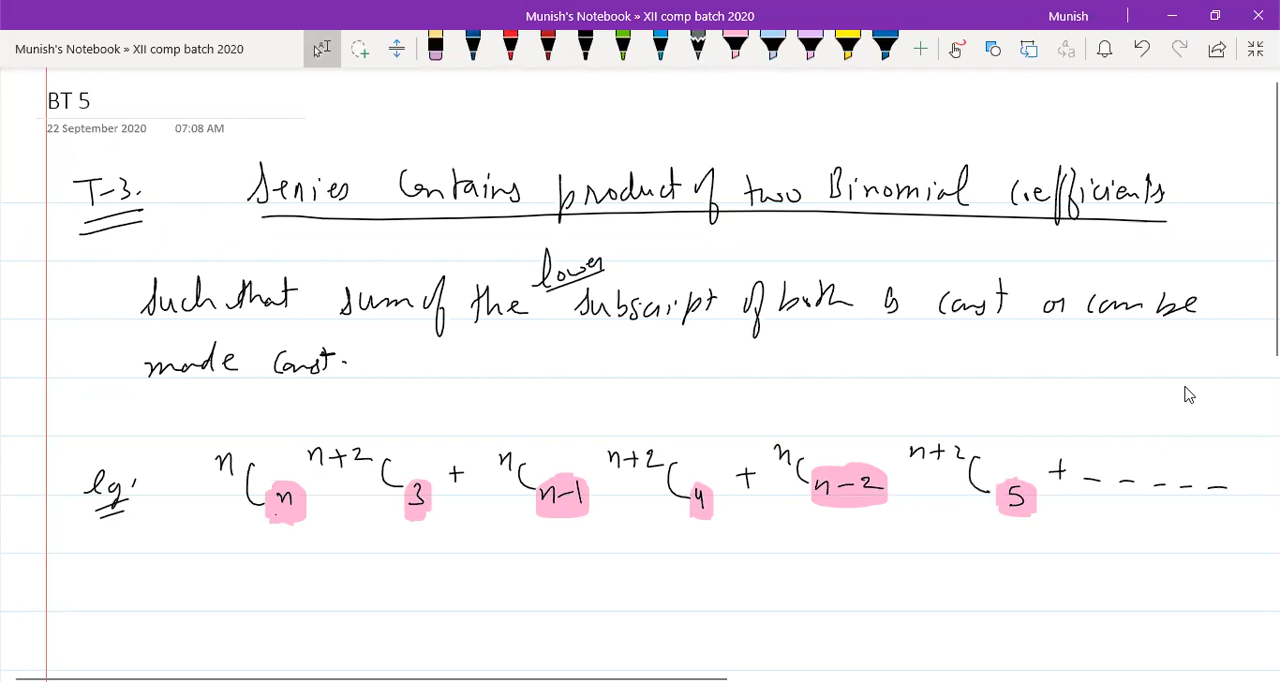 Munish's Notebook » XII comp batch 2020
Munish
Munish's Notebook » XII comp batch 2020
BT 5
22 September 2020 07:08 AM
T-3. Series Contains product of two Binomial Coefficients
lower
Such that sum of the subscript of both is const or can be
made Const.
eg: ⁿCₙ ⁿ⁺²C₃ + ⁿCₙ₋₁ ⁿ⁺²C₄ + ⁿCₙ₋₂ ⁿ⁺²C₅ + - - - - -